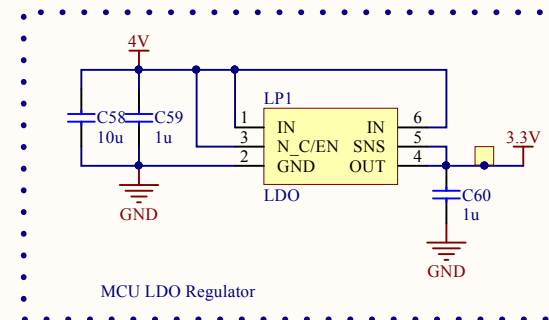 4V
LP1
C58
10u
C59
1u
1 IN IN 6
3 N_C/EN SNS 5
2 GND OUT 4
3.3V
LDO
C60
1u
GND
GND
MCU LDO Regulator